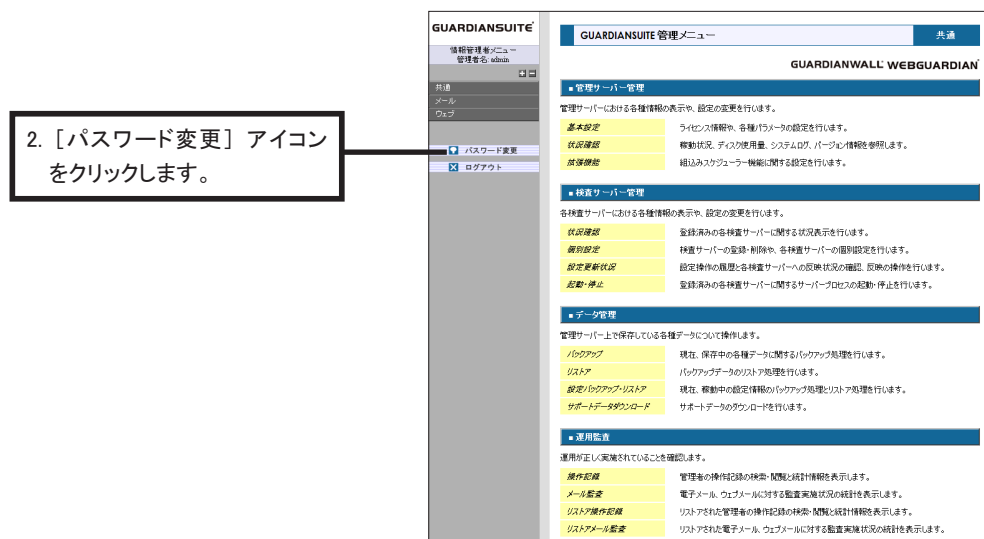 2. [パスワード変更] アイコン
をクリックします。
GUARDIANSUITE
情報管理者メニュー
管理者名: admin
共通
メール
ウェブ
パスワード変更
ログアウト
GUARDIANSUITE 管理メニュー
共通
GUARDIANWALL WEBGUARDIAN
■ 管理サーバー管理
管理サーバーにおける各種情報の表示や、設定の変更を行います。
基本設定 ライセンス情報や、各種パラメータの設定を行います。
状況確認 稼動状況、ディスク使用量、システムログ、バージョン情報を参照します。
拡張機能 組込みスケジューラー機能に関する設定を行います。
■ 検査サーバー管理
各検査サーバーにおける各種情報の表示や、設定の変更を行います。
状況確認 登録済みの各検査サーバーに関する状況表示を行います。
個別設定 検査サーバーの登録・削除や、各検査サーバーの個別設定を行います。
設定更新状況 設定操作の履歴と各検査サーバーへの反映状況の確認、反映の操作を行います。
起動・停止 登録済みの各検査サーバーに関するサーバープロセスの起動・停止を行います。
■ データ管理
管理サーバー上で保存している各種データについて操作します。
バックアップ 現在、保存中の各種データに関するバックアップ処理を行います。
リストア バックアップデータのリストア処理を行います。
設定バックアップ・リストア 現在、稼動中の設定情報のバックアップ処理とリストア処理を行います。
サポートデータダウンロード サポートデータのダウンロードを行います。
■ 運用監査
運用が正しく実施されていることを確認します。
操作記録 管理者の操作記録の検索・閲覧と統計情報を表示します。
メール監査 電子メール、ウェブメールに対する監査実施状況の統計を表示します。
リストア操作記録 リストアされた管理者の操作記録の検索・閲覧と統計情報を表示します。
リストアメール監査 リストアされた電子メール、ウェブメールに対する監査実施状況の統計を表示します。